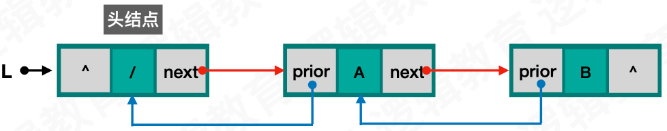 头结点
L ^ / next prior A next prior B ^